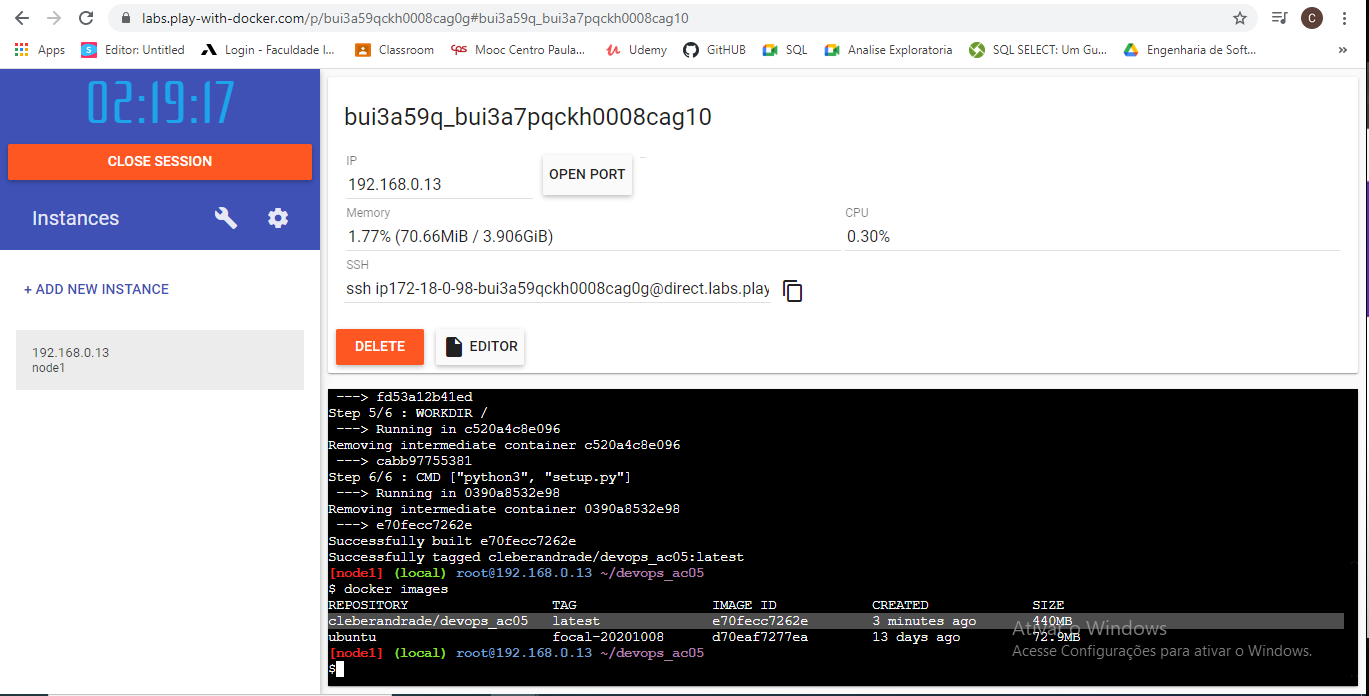 labs.play-with-docker.com/p/bui3a59qckh0008cag0g#bui3a59q_bui3a7pqckh0008cag10
C
Apps Editor: Untitled Login - Faculdade I... Classroom Mooc Centro Paula... Udemy GitHUB SQL Analise Exploratoria SQL SELECT: Um Gu... Engenharia de Soft... »
02:19:17
CLOSE SESSION
Instances
+ ADD NEW INSTANCE
192.168.0.13
node1
bui3a59q_bui3a7pqckh0008cag10
IP
192.168.0.13
OPEN PORT
Memory CPU
1.77% (70.66MiB / 3.906GiB) 0.30%
SSH
ssh ip172-18-0-98-bui3a59qckh0008cag0g@direct.labs.play
DELETE EDITOR
---> fd53a12b41ed
Step 5/6 : WORKDIR /
---> Running in c520a4c8e096
Removing intermediate container c520a4c8e096
---> cabb97755381
Step 6/6 : CMD ["python3", "setup.py"]
---> Running in 0390a8532e98
Removing intermediate container 0390a8532e98
---> e70fecc7262e
Successfully built e70fecc7262e
Successfully tagged cleberandrade/devops_ac05:latest
[node1] (local) root@192.168.0.13 ~/devops_ac05
$ docker images
REPOSITORY TAG IMAGE ID CREATED SIZE
cleberandrade/devops_ac05 latest e70fecc7262e 3 minutes ago 440MB
ubuntu focal-20201008 d70eaf7277ea 13 days ago 72.9MB
[node1] (local) root@192.168.0.13 ~/devops_ac05
$
Ativar o Windows
Acesse Configurações para ativar o Windows.